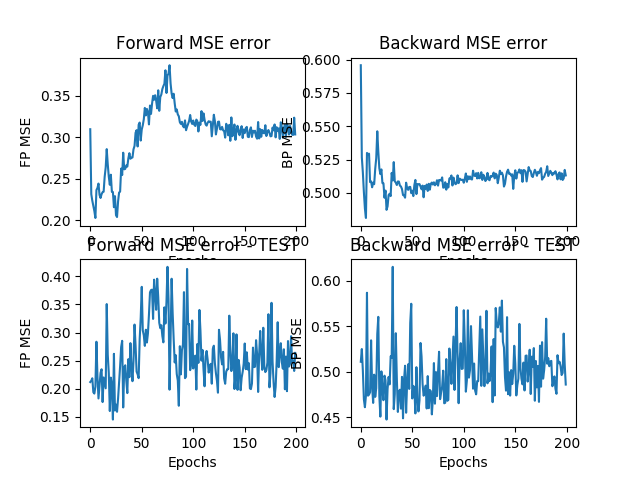 Forward MSE error
Backward MSE error
FP MSE
0.35
0.30
0.25
0.20
BP MSE
0.600
0.575
0.550
0.525
0.500
0 50 100 150 200
0 50 100 150 200
Epochs
Epochs
Forward MSE error - TEST
Backward MSE error - TEST
FP MSE
0.40
0.35
0.30
0.25
0.20
0.15
BP MSE
0.60
0.55
0.50
0.45
0 50 100 150 200
0 50 100 150 200
Epochs
Epochs